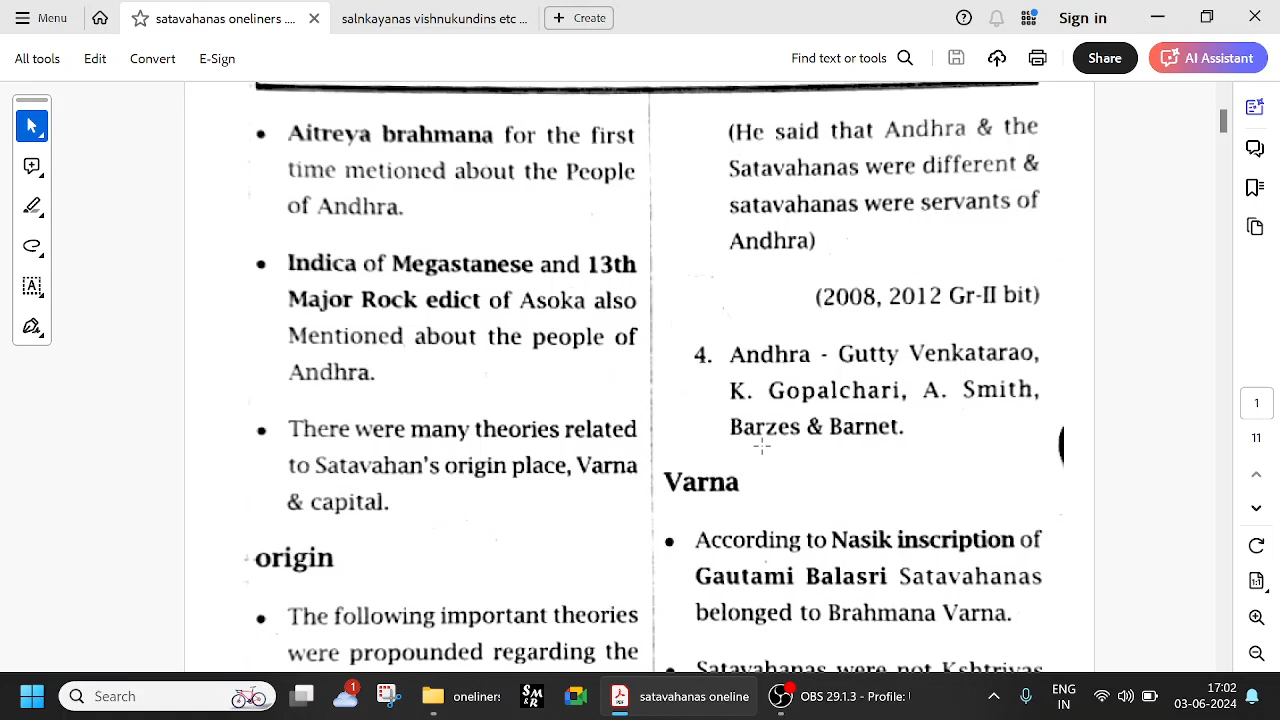 Menu
satavahanas oneliners ...
salnkayanas vishnukundins etc ...
Create
Sign in
All tools
Edit
Convert
E-Sign
Find text or tools
Share
AI Assistant
Aitreya brahmana for the first
time metioned about the People
of Andhra.
Indica of Megastanese and 13th
Major Rock edict of Asoka also
Mentioned about the people of
Andhra.
There were many theories related
to Satavahan's origin place, Varna
& capital.
origin
The following important theories
were propounded regarding the
(He said that Andhra & the
Satavahanas were different &
satavahanas were servants of
Andhra)
(2008, 2012 Gr-II bit)
4. Andhra - Gutty Venkatarao,
K. Gopalchari, A. Smith,
Barzes & Barnet.
Varna
According to Nasik inscription of
Gautami Balasri Satavahanas
belonged to Brahmana Varna.
Satavahanas were not Kshtriyas
1
11
Search
1
oneliners
SMR
satavahanas oneline
OBS 29.1.3 - Profile:
ENG
IN
17:02
03-06-2024